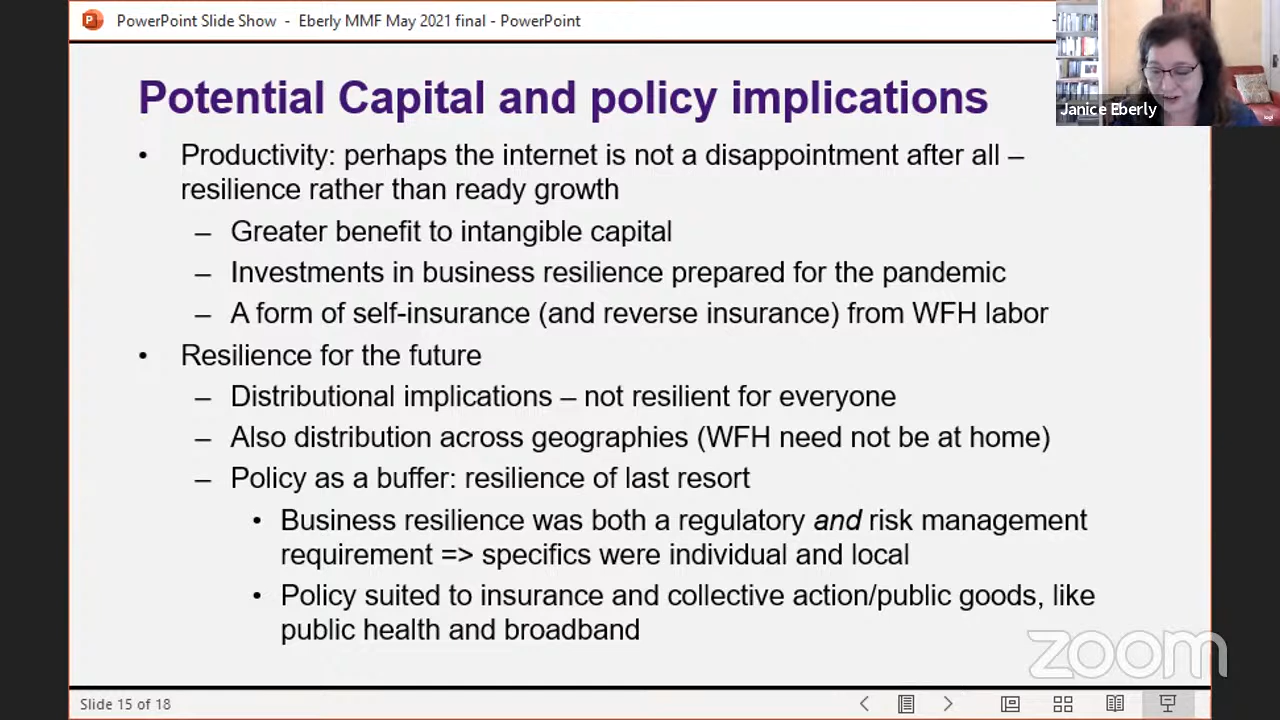 PowerPoint Slide Show - Eberly MMF May 2021 final - PowerPoint
Janice Eberly
Potential Capital and policy implications
• Productivity: perhaps the internet is not a disappointment after all –
resilience rather than ready growth
– Greater benefit to intangible capital
– Investments in business resilience prepared for the pandemic
– A form of self-insurance (and reverse insurance) from WFH labor
• Resilience for the future
– Distributional implications – not resilient for everyone
– Also distribution across geographies (WFH need not be at home)
– Policy as a buffer: resilience of last resort
• Business resilience was both a regulatory and risk management
requirement => specifics were individual and local
• Policy suited to insurance and collective action/public goods, like
public health and broadband
zoom
Slide 15 of 18